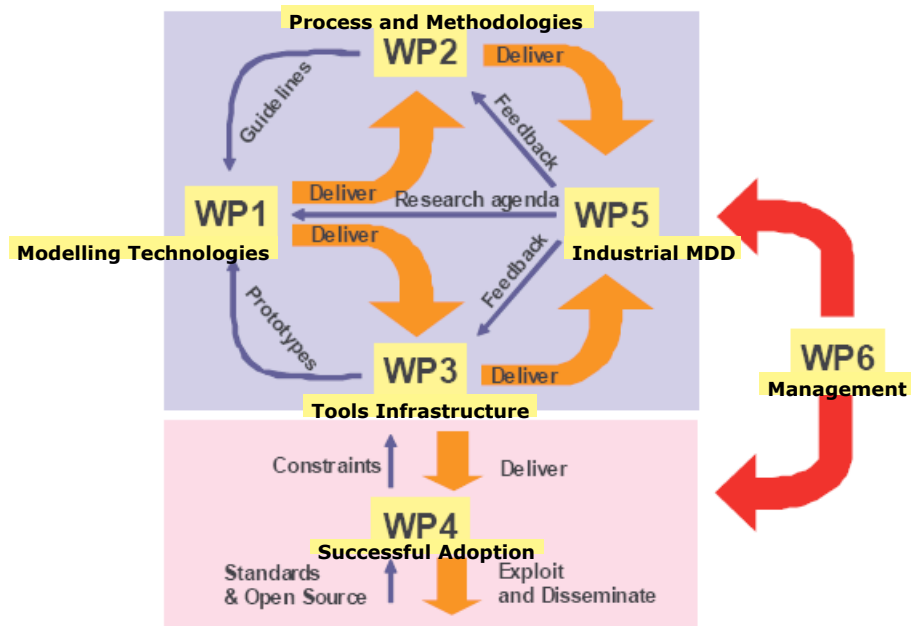 Process and Methodologies
WP2
Deliver
Guidelines
Feedback
Deliver
Research agenda
WP1
WP5
Deliver
Modelling Technologies
Industrial MDD
Feedback
Prototypes
WP3
Deliver
WP6
Management
Tools Infrastructure
Constraints
Deliver
WP4
Successful Adoption
Standards
& Open Source
Exploit
and Disseminate